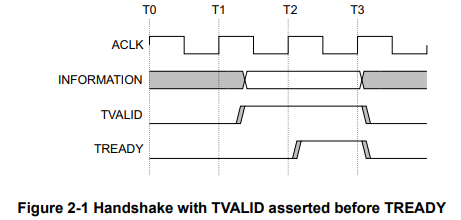 T0 T1 T2 T3
ACLK
INFORMATION
TVALID
TREADY
Figure 2-1 Handshake with TVALID asserted before TREADY